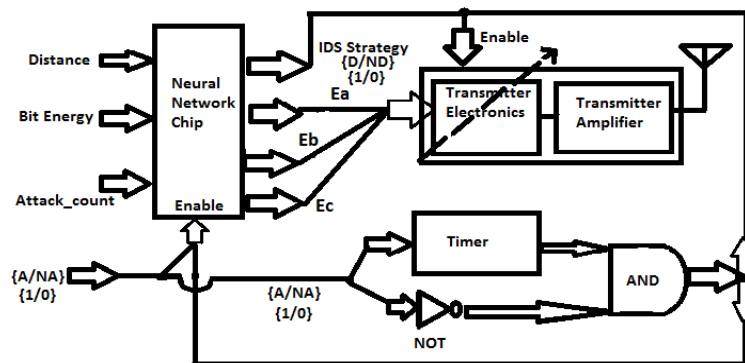 Distance
Bit Energy
Attack_count
Neural
Network
Chip
Enable
IDS Strategy
{D/ND}
{1/0}
Ea
Eb
Ec
Enable
Transmitter
Electronics
Transmitter
Amplifier
{A/NA}
{1/0}
{A/NA}
{1/0}
Timer
NOT
AND